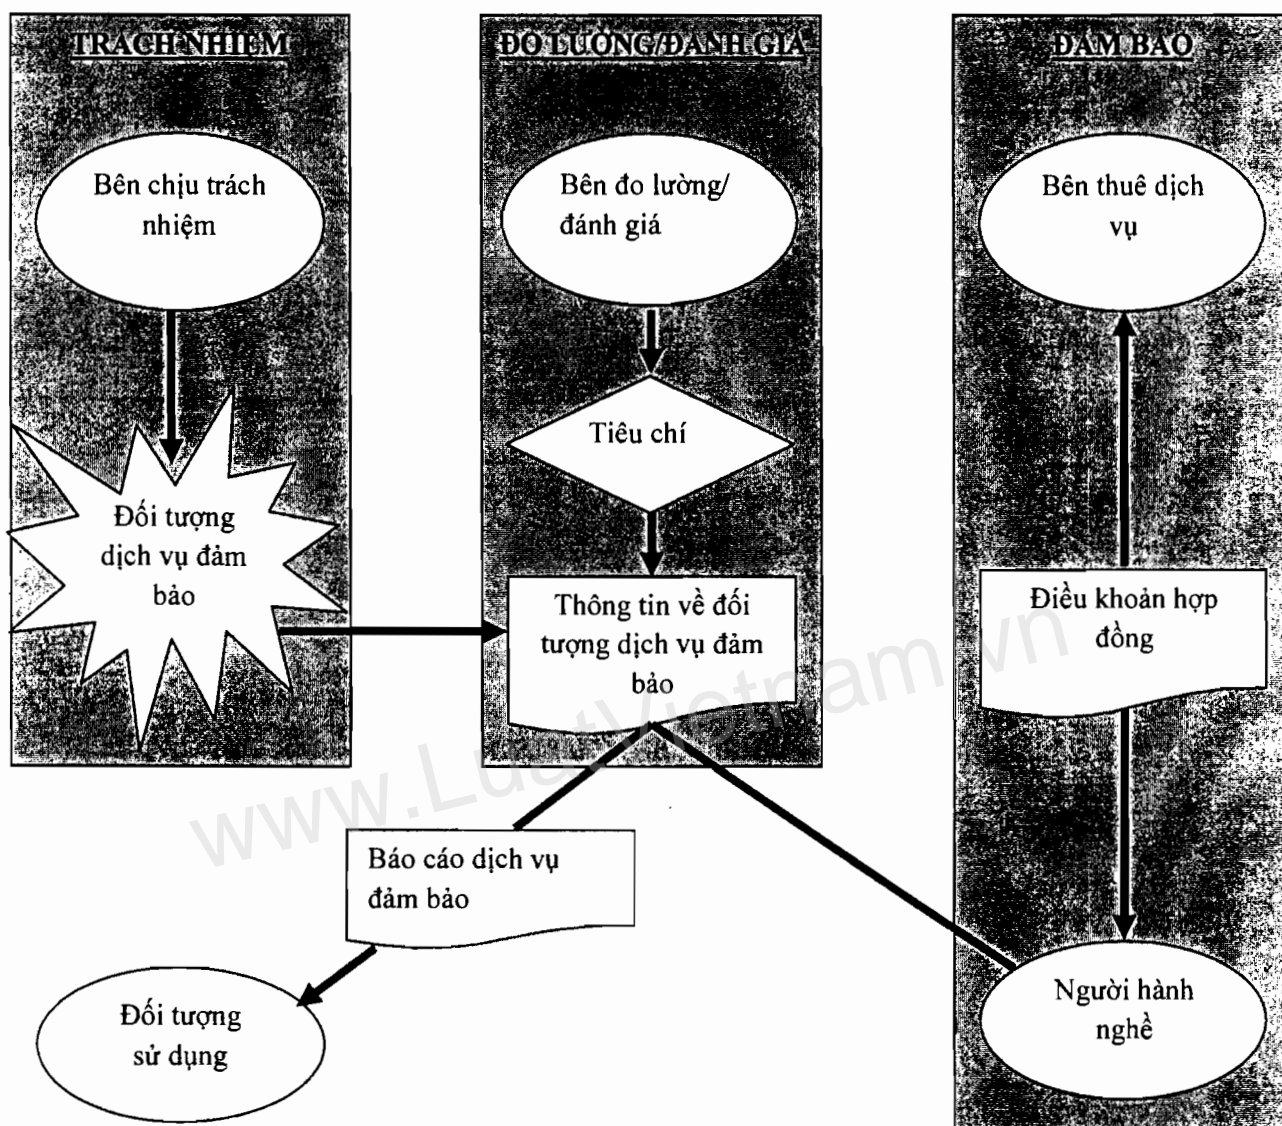 TRÁCH NHIỆM
Bên chịu trách
nhiệm
Đối tượng
dịch vụ đảm
bảo
ĐO LƯỜNG/ĐÁNH GIÁ
Bên đo lường/
đánh giá
Tiêu chí
Thông tin về đối
tượng dịch vụ đảm
bảo
ĐẢM BẢO
Bên thuê dịch
vụ
Điều khoản hợp
đồng
Người hành
nghề
Báo cáo dịch vụ
đảm bảo
Đối tượng
sử dụng
www.LuatVietnam.vn